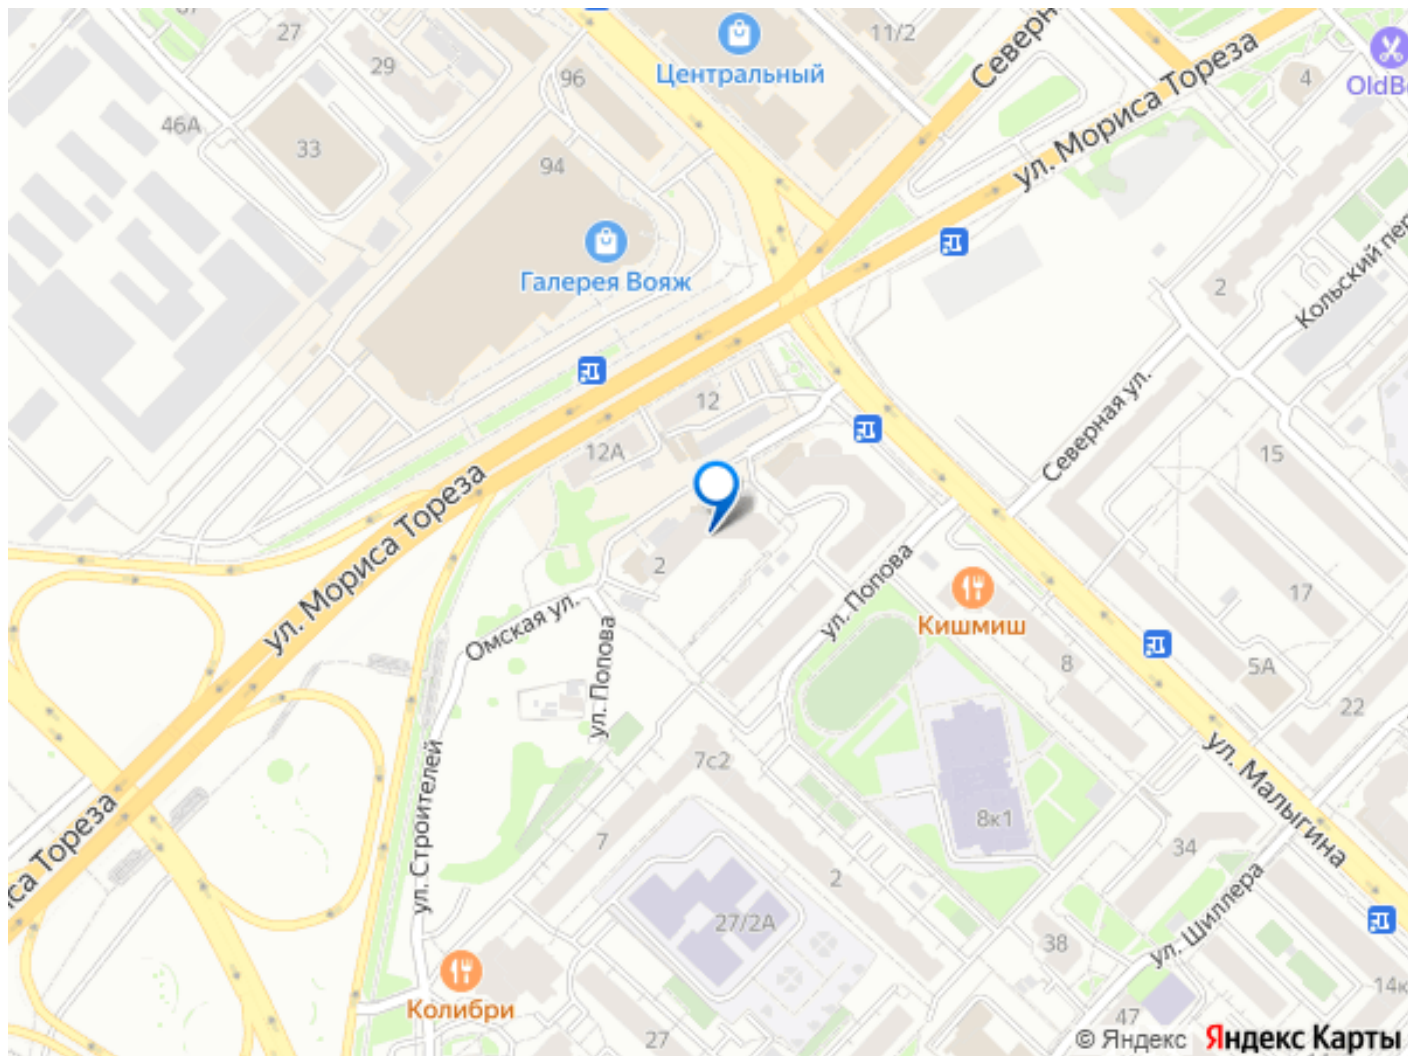 37
27
11/2
Северн
4
OldB
Центральный
29
96
46А
33
94
ул. Мориса Тореза
Галерея Вояж
2
Кольский пер
12
12А
Северная ул.
15
ул. Мориса Тореза
2
17
Омская ул.
ул. Попова
ул. Попова
Кишмиш
8
5А
22
7с2
ул. Малыгина
са Тореза
ул. Строителей
7
8к1
34
2
27/2А
ул. Шиллера
38
Колибри
27
47
14к
© Яндекс Яндекс Карты